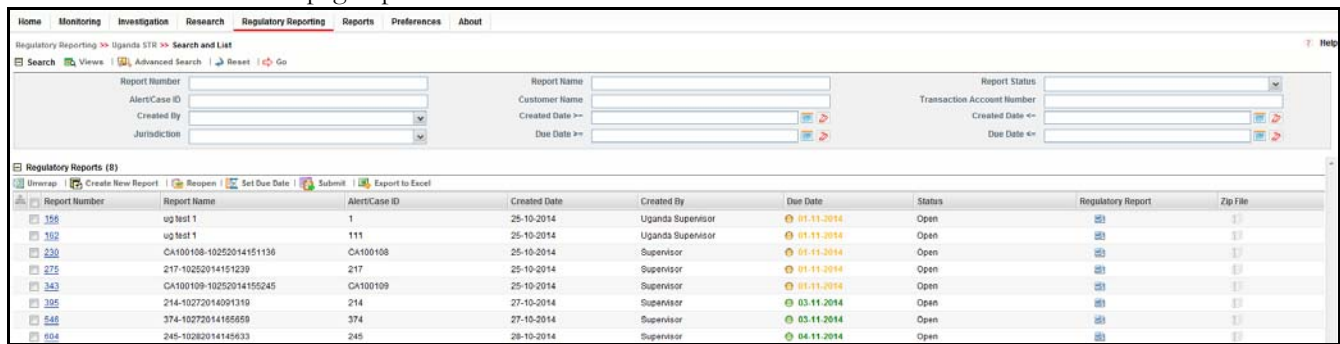 Home Monitoring Investigation Research Regulatory Reporting Reports Preferences About
Regulatory Reporting >> Uganda STR >> Search and List ? Help
Search Views | Advanced Search | Reset | Go
Report Number Report Name Report Status
Alert/Case ID Customer Name Transaction Account Number
Created By Created Date >= Created Date <=
Jurisdiction Due Date >= Due Date <=
Regulatory Reports (8)
Unwrap | Create New Report | Reopen | Set Due Date | Submit | Export to Excel
Report Number Report Name Alert/Case ID Created Date Created By Due Date Status Regulatory Report Zip File
156 ug test 1 1 25-10-2014 Uganda Supervisor 01-11-2014 Open
162 ug test 1 111 25-10-2014 Uganda Supervisor 01-11-2014 Open
230 CA100108-10252014151136 CA100108 25-10-2014 Supervisor 01-11-2014 Open
275 217-10252014151239 217 25-10-2014 Supervisor 01-11-2014 Open
343 CA100109-10252014155245 CA100109 25-10-2014 Supervisor 01-11-2014 Open
395 214-10272014091319 214 27-10-2014 Supervisor 03-11-2014 Open
546 374-10272014165659 374 27-10-2014 Supervisor 03-11-2014 Open
604 245-10282014145633 245 28-10-2014 Supervisor 04-11-2014 Open